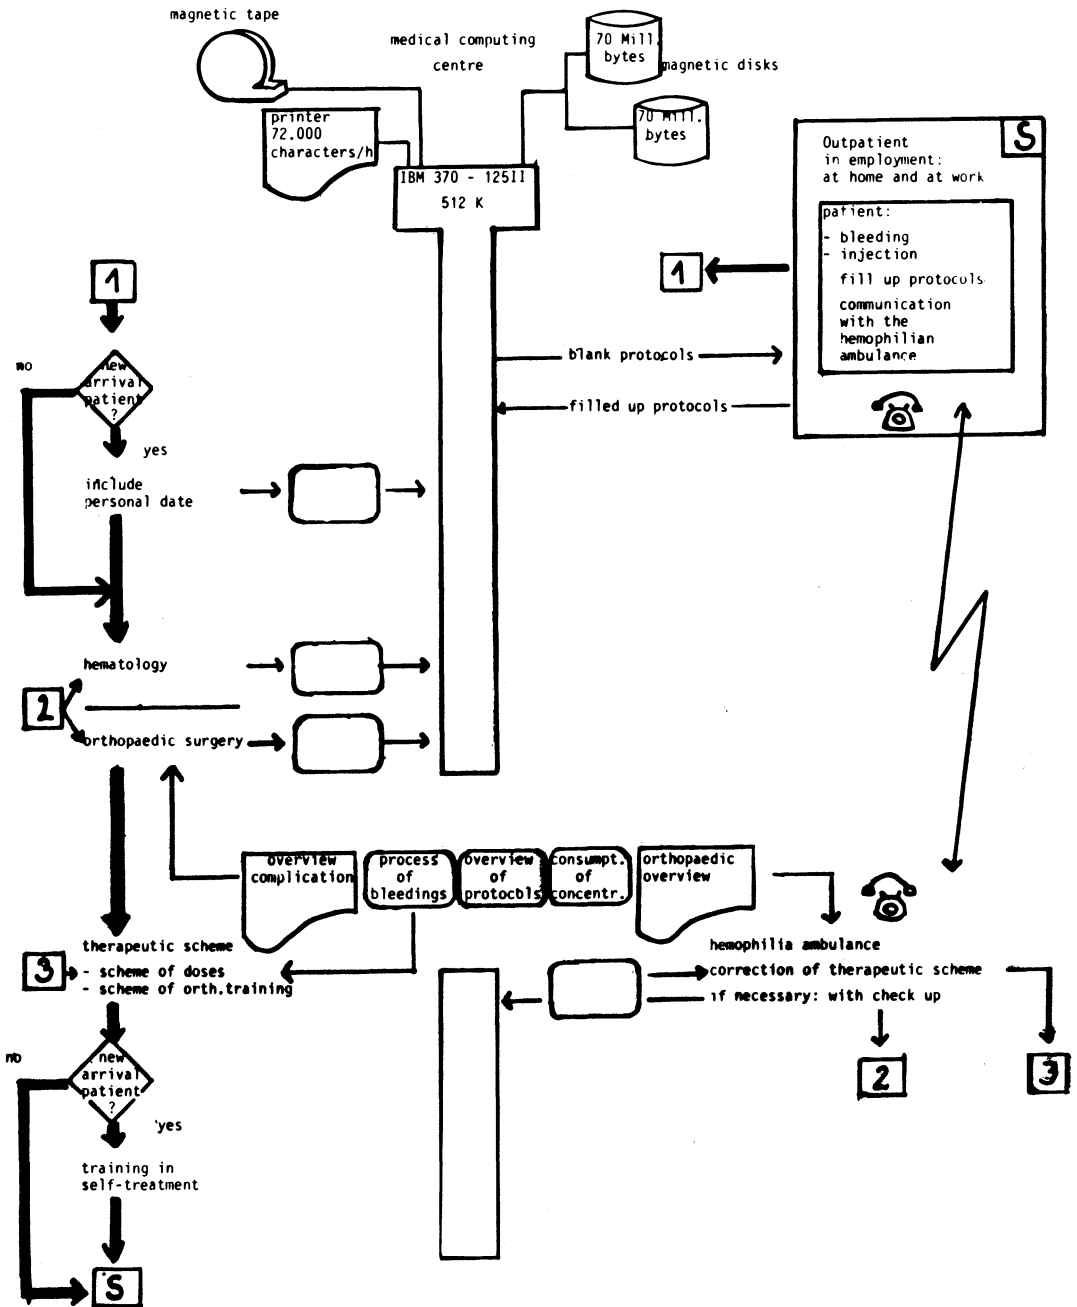 magnetic tape
medical computing
centre
70 Mill.
bytes
magnetic disks
70 Mill.
bytes
printer
72.000
characters/h
IBM 370 - 125II
512 K
S
Outpatient
in employment:
at home and at work
patient:
- bleeding
- injection
fill up protocols
communication
with the
hemophilian
ambulance
1
1
blank protocols
filled up protocols
no
new
arrival
patient
?
yes
include
personal date
hematology
2
orthopaedic surgery
overview
complication
process
of
bleedings
overview
of
protocols
consumpt.
of
concentr.
orthopaedic
overview
therapeutic scheme
3
- scheme of doses
- scheme of orth.training
hemophilia ambulance
correction of therapeutic scheme
if necessary: with check up
2
3
no
new
arrival
patient
?
yes
training in
self-treatment
S